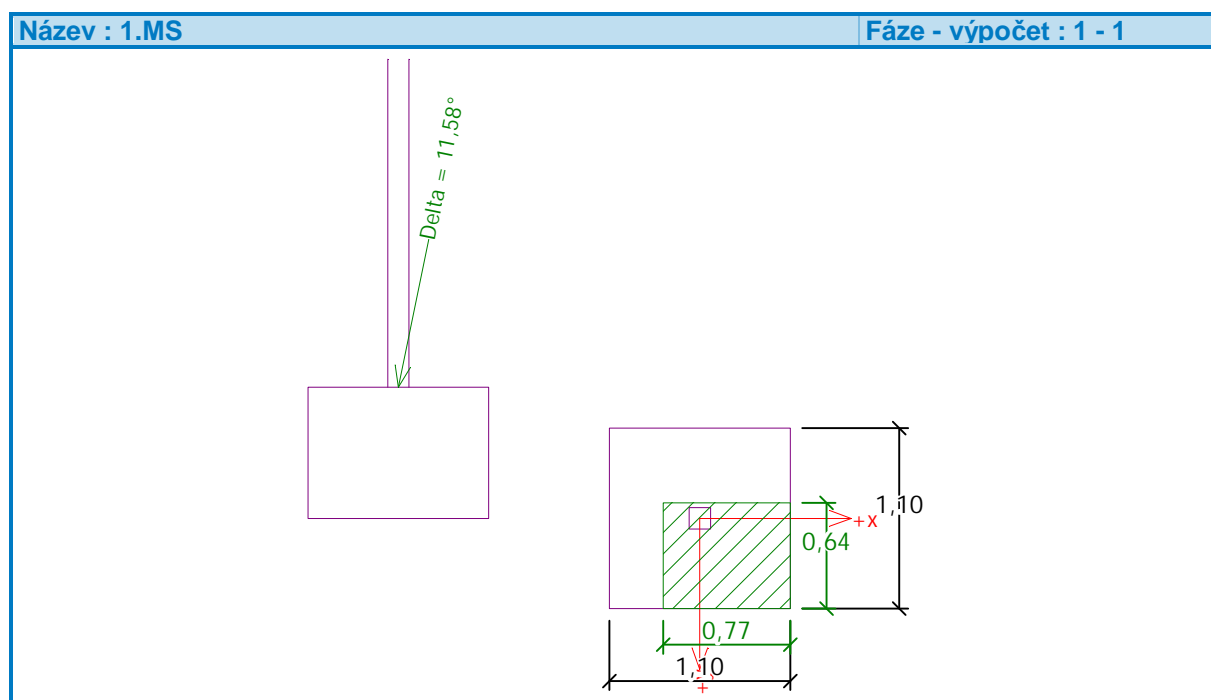 Název : 1.MS
Fáze - výpočet : 1 - 1
Delta = 11,58°
1,10
+x
0,64
0,77
1,10
+